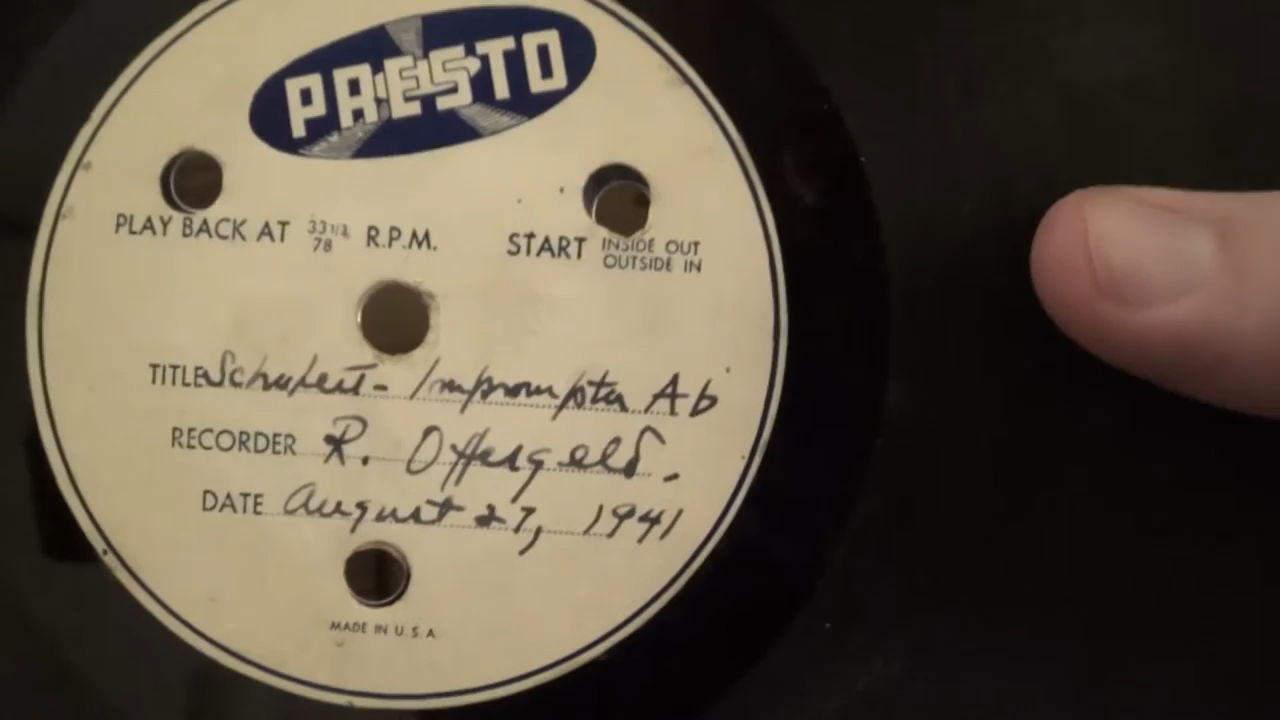 PRESTO
PLAY BACK AT 33 1/3 78 R.P.M. START INSIDE OUT OUTSIDE IN
TITLE Schubert - Impromptu Ab
RECORDER R. Offergeld.
DATE August 27, 1941
MADE IN U.S.A